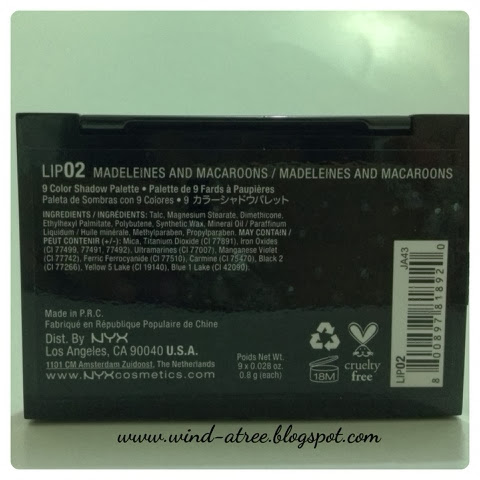 LIP02 MADELEINES AND MACAROONS / MADELEINES AND MACAROONS
9 Color Shadow Palette • Palette de 9 Fards à Paupières
Paleta de Sombras con 9 Colores • 9 カラーシャドウパレット
INGREDIENTS / INGRÉDIENTS: Talc, Magnesium Stearate, Dimethicone,
Ethylhexyl Palmitate, Polybutene, Synthetic Wax, Mineral Oil / Paraffinum
Liquidum / Huile minérale, Methylparaben, Propylparaben. MAY CONTAIN /
PEUT CONTENIR (+/-): Mica, Titanium Dioxide (CI 77891), Iron Oxides
(CI 77499, 77491, 77492), Ultramarines (CI 77007), Manganese Violet
(CI 77742), Ferric Ferrocyanide (CI 77510), Carmine (CI 75470), Black 2
(CI 77266), Yellow 5 Lake (CI 19140), Blue 1 Lake (CI 42090).
Made in P.R.C.
Fabriqué en République Populaire de Chine
Dist. By NYX
Los Angeles, CA 90040 U.S.A.
1101 CM Amsterdam Zuidoost, The Netherlands
www.NYXcosmetics.com
Poids Net Wt.
9 x 0.028 oz.
0.8 g (each)
18M
cruelty
free
LIP02
8 00897 81892 0
JA43
www.wind-atree.blogspot.com